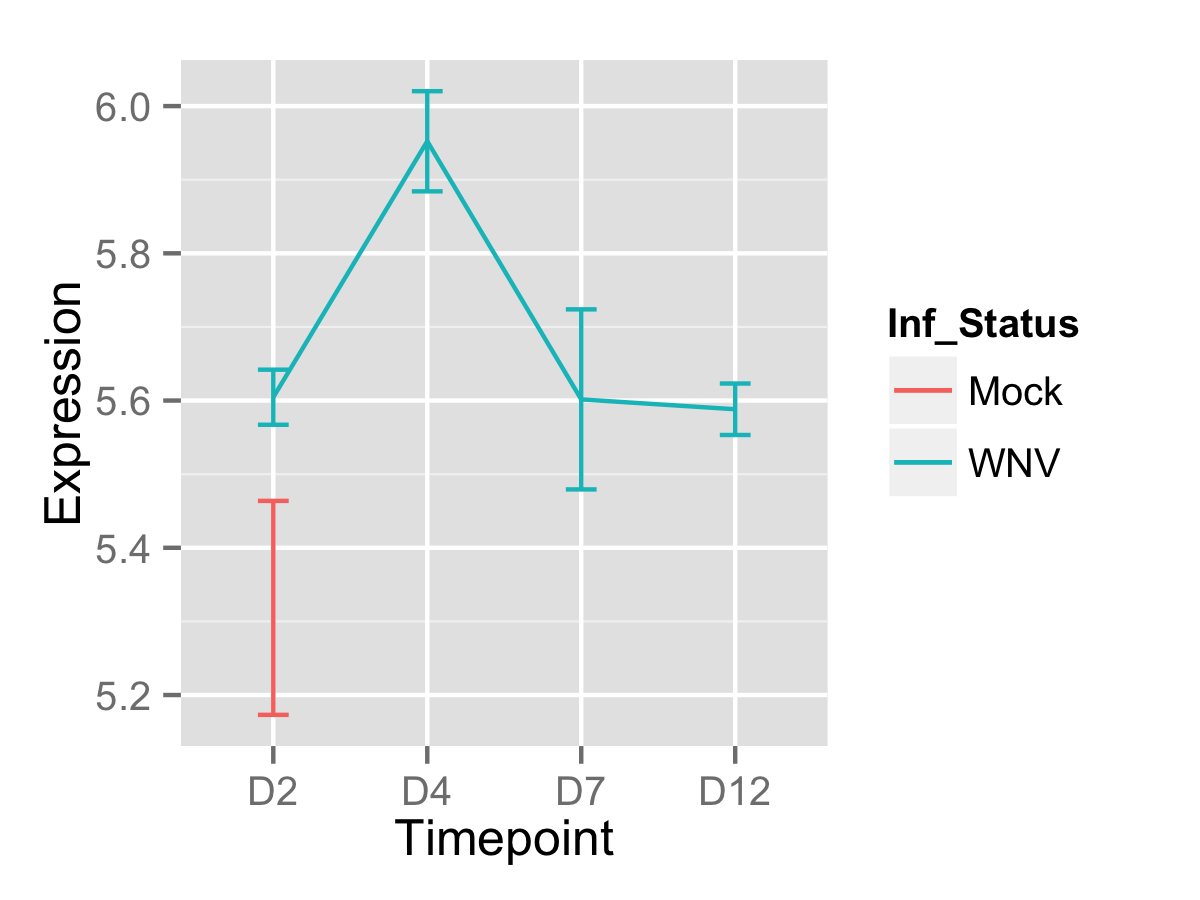 6.0
5.8
5.6
5.4
5.2
Expression
D2 D4 D7 D12
Timepoint
Inf_Status
Mock
WNV